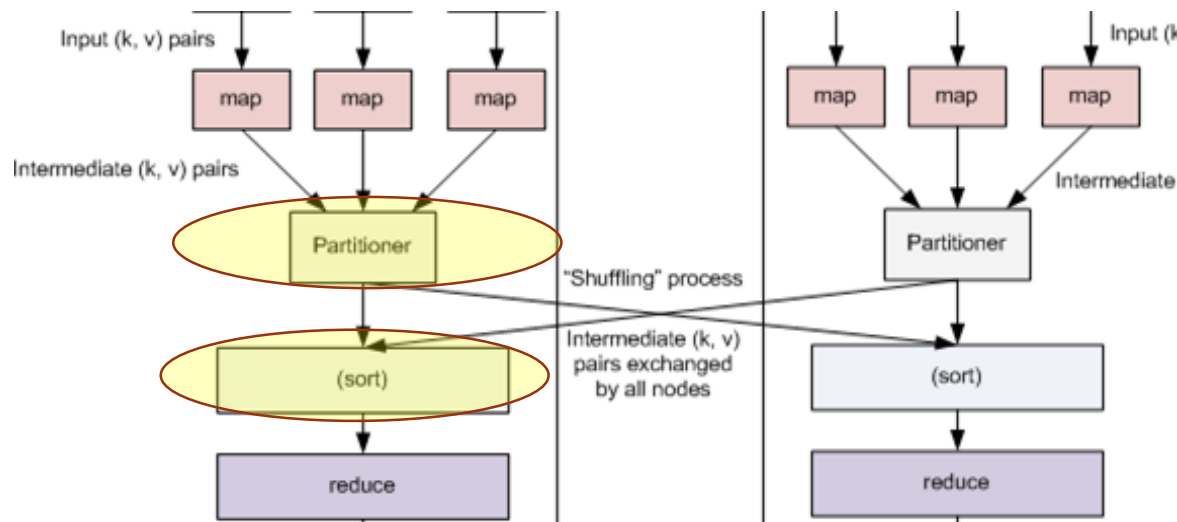 Input (k, v) pairs
Input (k
map
map
map
map
map
map
Intermediate (k, v) pairs
Intermediate
Partitioner
Partitioner
"Shuffling" process
Intermediate (k, v)
pairs exchanged
by all nodes
(sort)
(sort)
reduce
reduce